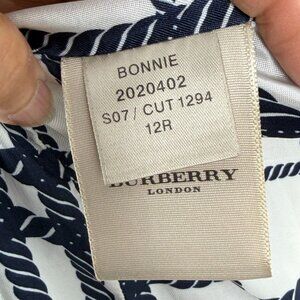 BONNIE
2020402
S07 / CUT 1294
12R
BURBERRY
LONDON